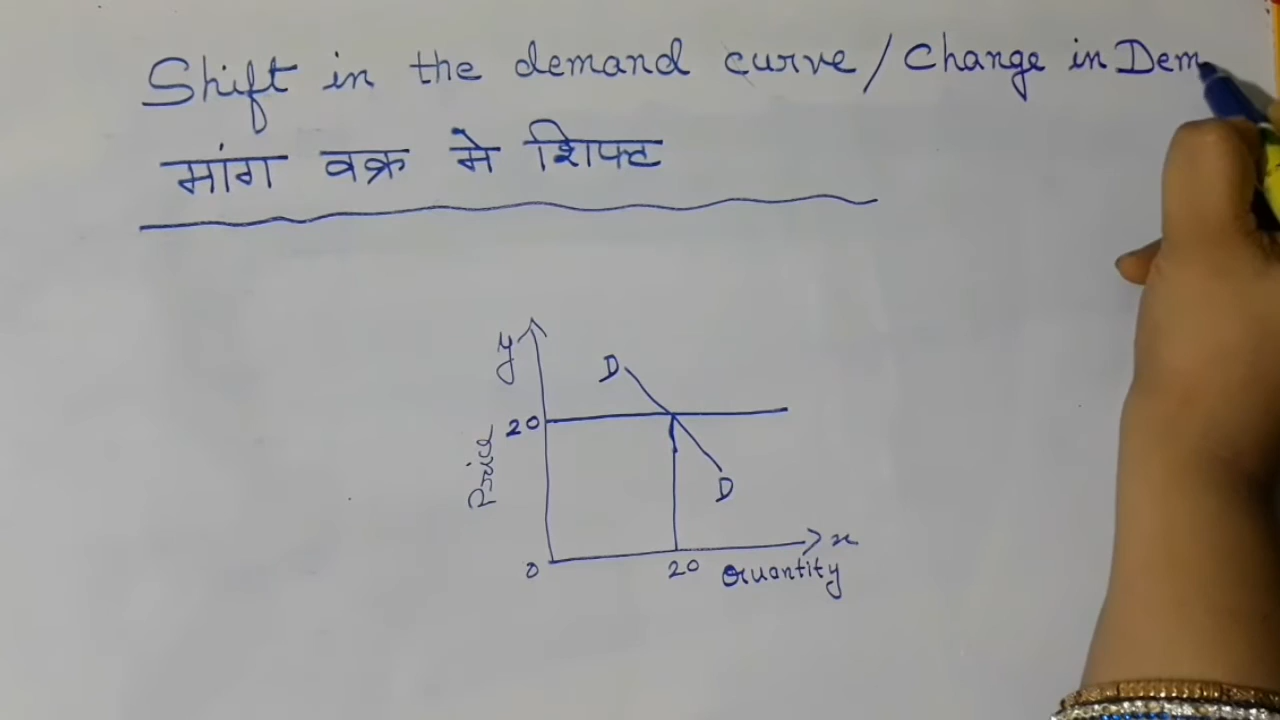 Shift in the demand curve / Change in Dem
मांग वक्र मे शिफ्ट
y
D
20
Price
D
x
0
20
Quantity